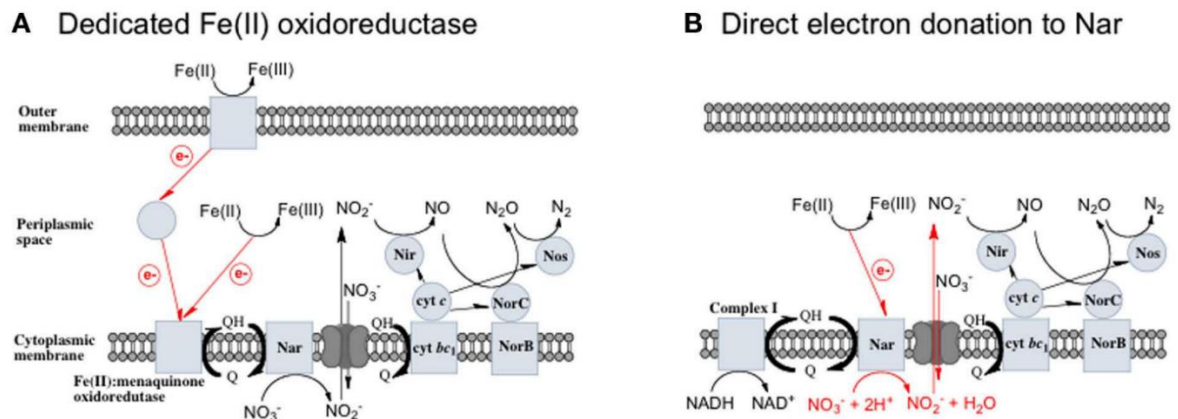 A Dedicated Fe(II) oxidoreductase
Fe(II) Fe(III)
Outer
membrane
e-
Periplasmic
space
Fe(II) Fe(III) NO₂⁻ NO N₂O N₂
Nir Nos
e- e-
NO₃⁻ cyt c NorC
Cytoplasmic
membrane
QH Nar QH cyt bc₁ NorB
Q Q
Fe(II):menaquinone
oxidoredutase
NO₃⁻ NO₂⁻
B Direct electron donation to Nar
Fe(II) Fe(III) NO₂⁻ NO N₂O N₂
Nir Nos
e- NO₃⁻ cyt c NorC
Complex I
QH Nar QH cyt bc₁ NorB
Q Q
NADH NAD⁺ NO₃⁻ + 2H⁺ NO₂⁻ + H₂O